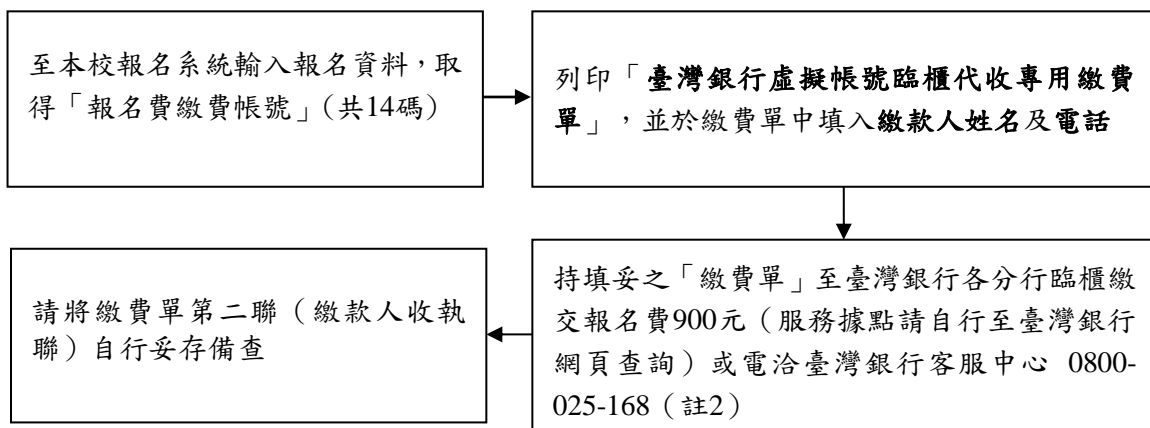 至本校報名系統輸入報名資料，取
得「報名費繳費帳號」(共14碼)
列印「臺灣銀行虛擬帳號臨櫃代收專用繳費
單」，並於繳費單中填入繳款人姓名及電話
持填妥之「繳費單」至臺灣銀行各分行臨櫃繳
交報名費900元（服務據點請自行至臺灣銀行
網頁查詢）或電洽臺灣銀行客服中心 0800-
025-168（註2）
請將繳費單第二聯（繳款人收執
聯）自行妥存備查